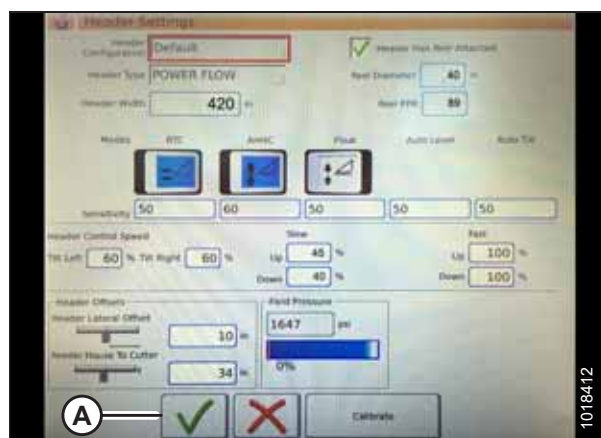 Header Settings
Header Configuration Default
Header Has Reel Attached
Header Type POWER FLOW
Reel Diameter 40 in
Header Width 420 in
Reel PPR 89
Modes RTC AHHC Float Auto Level Auto Tilt
Sensitivity 50 60 50 50 50
Header Control Speed
Slow
Fast
Tilt Left 60 % Tilt Right 60 %
Up 45 %
Up 100 %
Down 40 %
Down 100 %
Header Offsets
Field Pressure
Header Lateral Offset
10 in
1647 psi
Feeder House To Cutter
34 in
0%
A
Calibrate
1018412